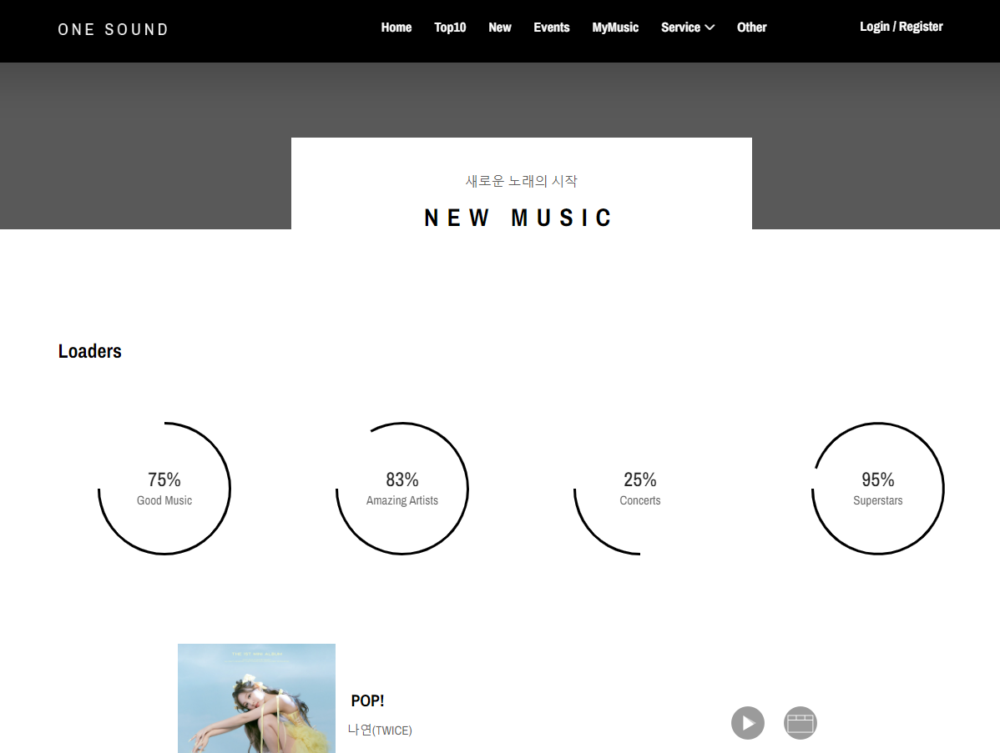 ONE SOUND
Home Top10 New Events MyMusic Service Other
Login / Register
새로운 노래의 시작
NEW MUSIC
Loaders
75%
Good Music
83%
Amazing Artists
25%
Concerts
95%
Superstars
THE 1ST MINI ALBUM
POP!
나연(TWICE)